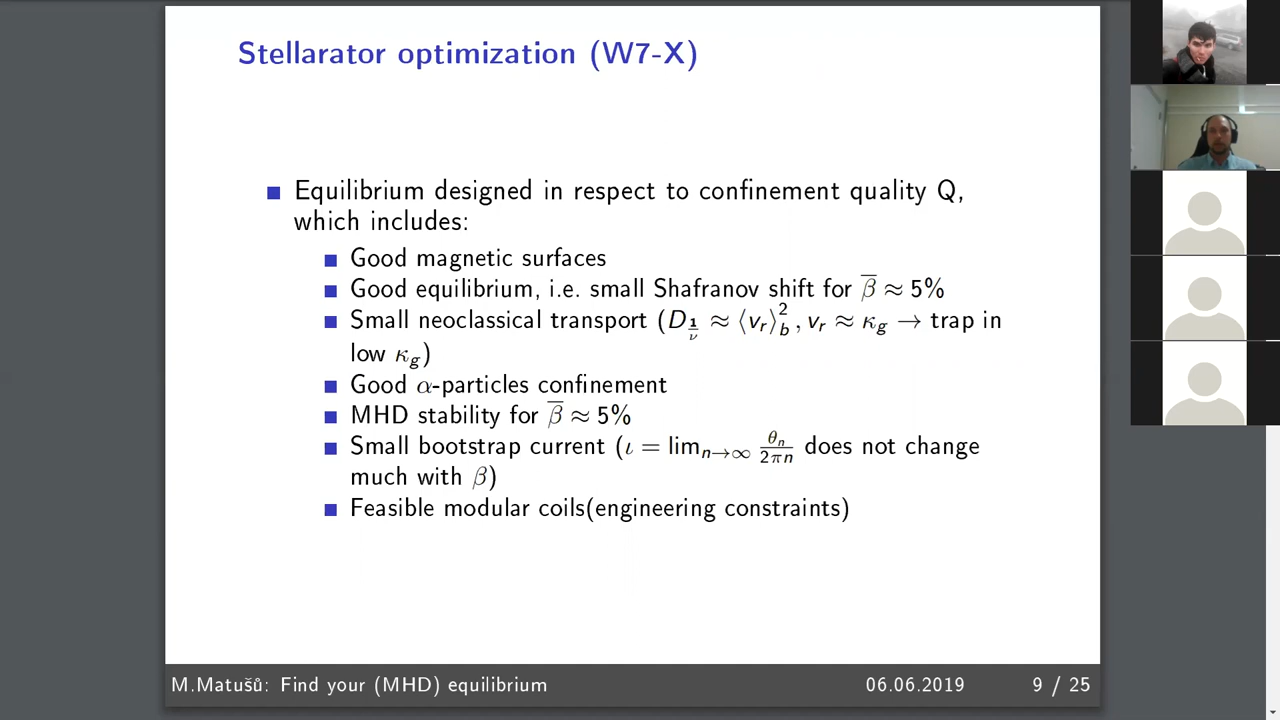 Stellarator optimization (W7-X)
Equilibrium designed in respect to confinement quality Q,
which includes:
Good magnetic surfaces
Good equilibrium, i.e. small Shafranov shift for β̅ ≈ 5%
Small neoclassical transport (D_{1/ν} ≈ ⟨v_r⟩_b^2, v_r ≈ κ_g → trap in
low κ_g)
Good α-particles confinement
MHD stability for β̅ ≈ 5%
Small bootstrap current (ι = lim_{n→∞} θ_n/2πn does not change
much with β)
Feasible modular coils(engineering constraints)
M.Matušů: Find your (MHD) equilibrium 06.06.2019 9 / 25